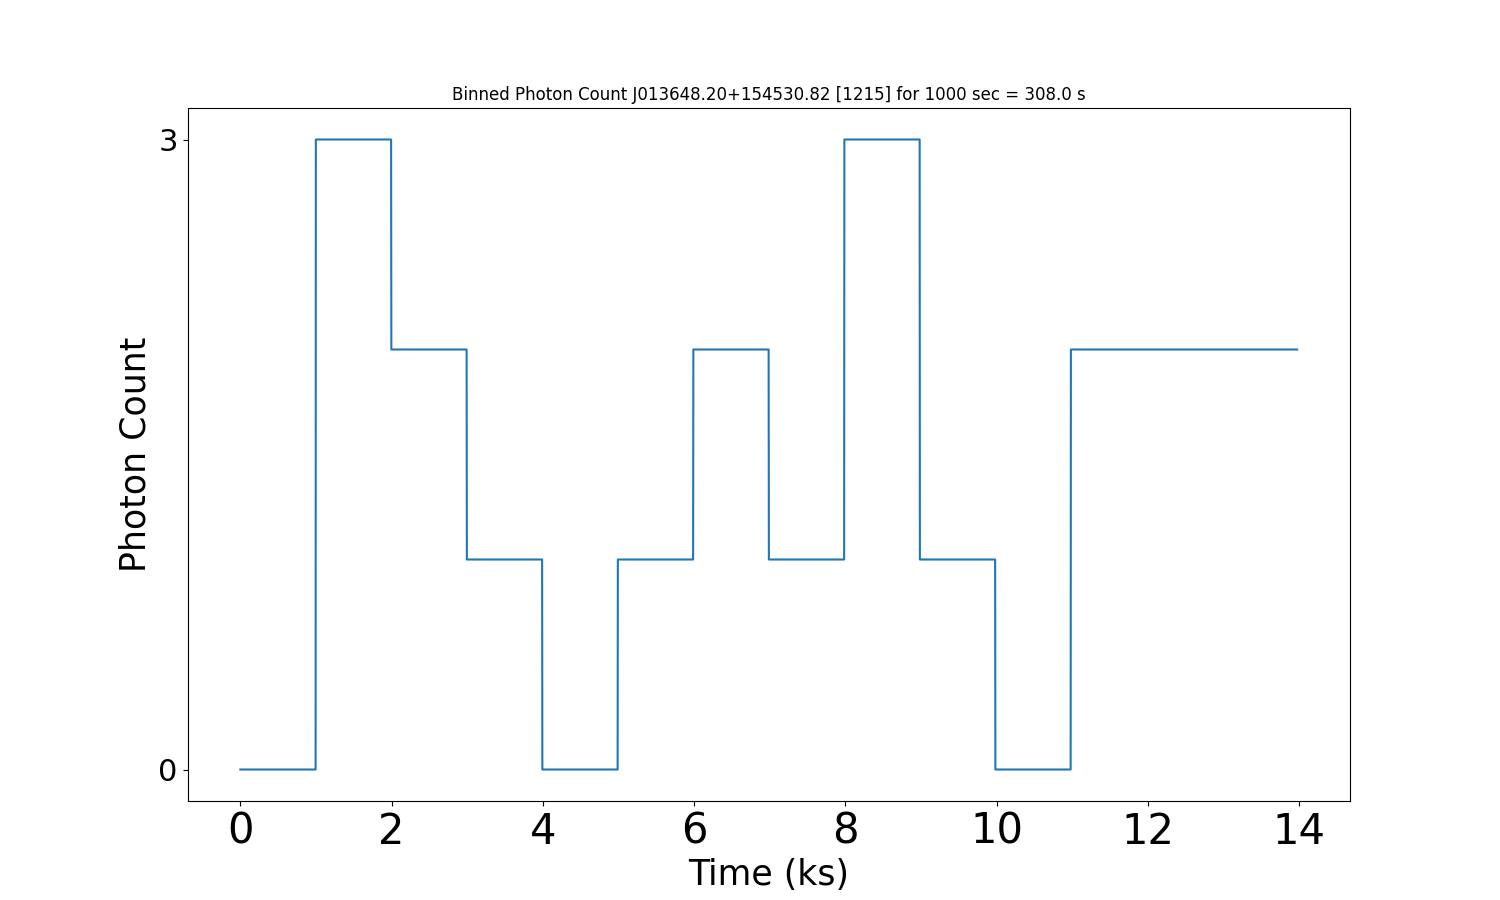 Binned Photon Count J013648.20+154530.82 [1215] for 1000 sec = 308.0 s
3
Photon Count
0
0 2 4 6 8 10 12 14
Time (ks)